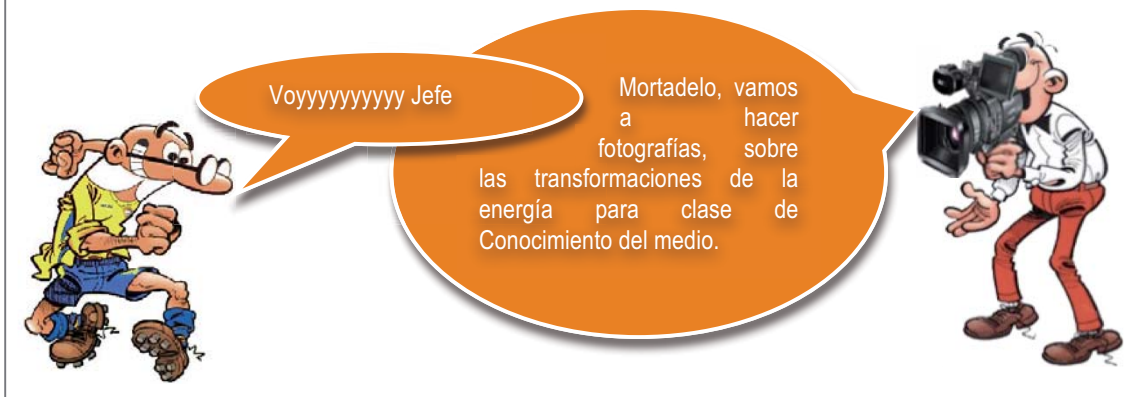 Voyyyyyyyyyy Jefe
Mortadelo, vamos
a hacer
fotografías, sobre
las transformaciones de la
energía para clase de
Conocimiento del medio.